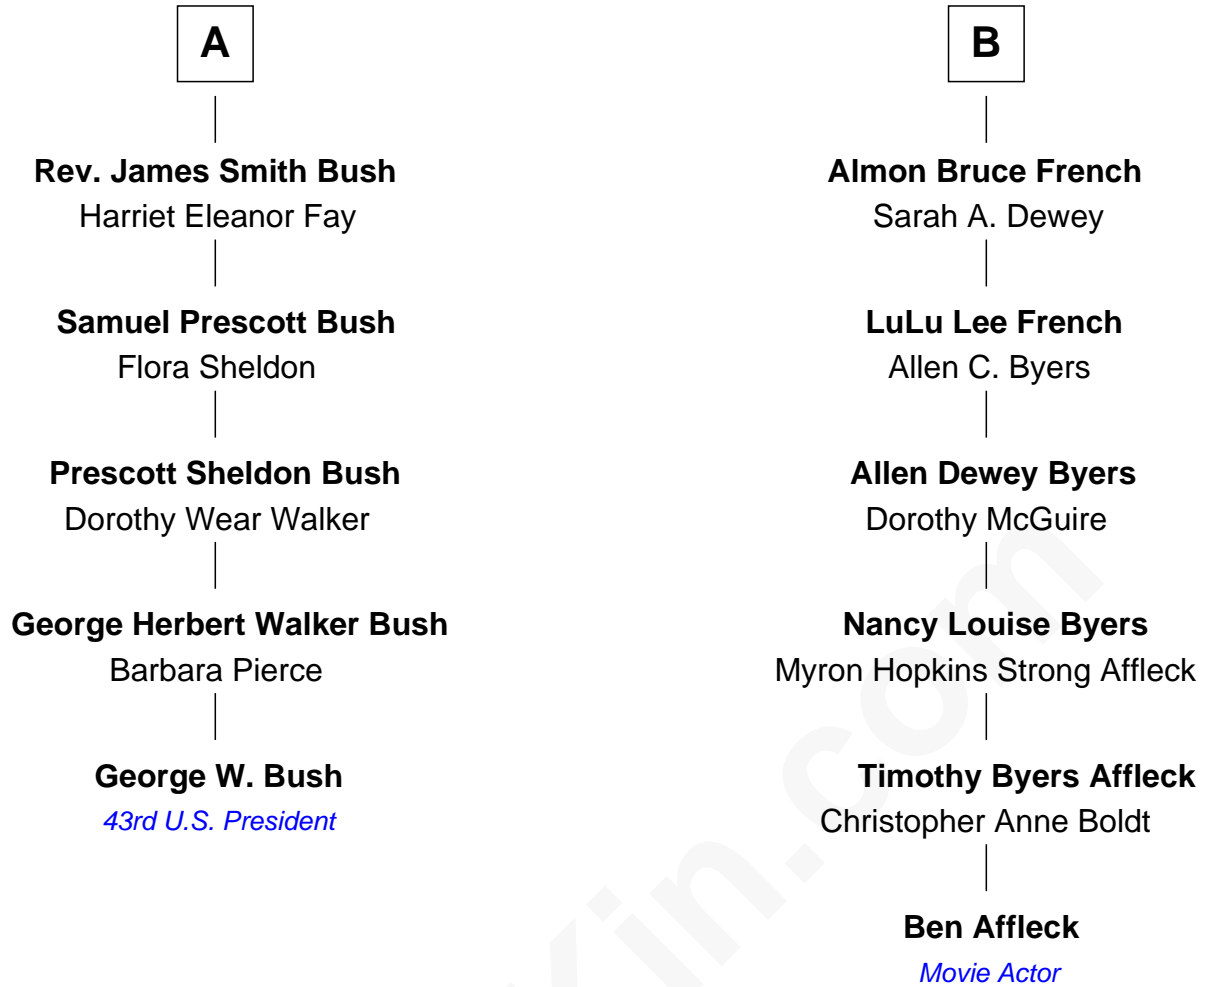 A
Rev. James Smith Bush
Harriet Eleanor Fay
Samuel Prescott Bush
Flora Sheldon
Prescott Sheldon Bush
Dorothy Wear Walker
George Herbert Walker Bush
Barbara Pierce
George W. Bush
43rd U.S. President
B
Almon Bruce French
Sarah A. Dewey
LuLu Lee French
Allen C. Byers
Allen Dewey Byers
Dorothy McGuire
Nancy Louise Byers
Myron Hopkins Strong Affleck
Timothy Byers Affleck
Christopher Anne Boldt
Ben Affleck
Movie Actor